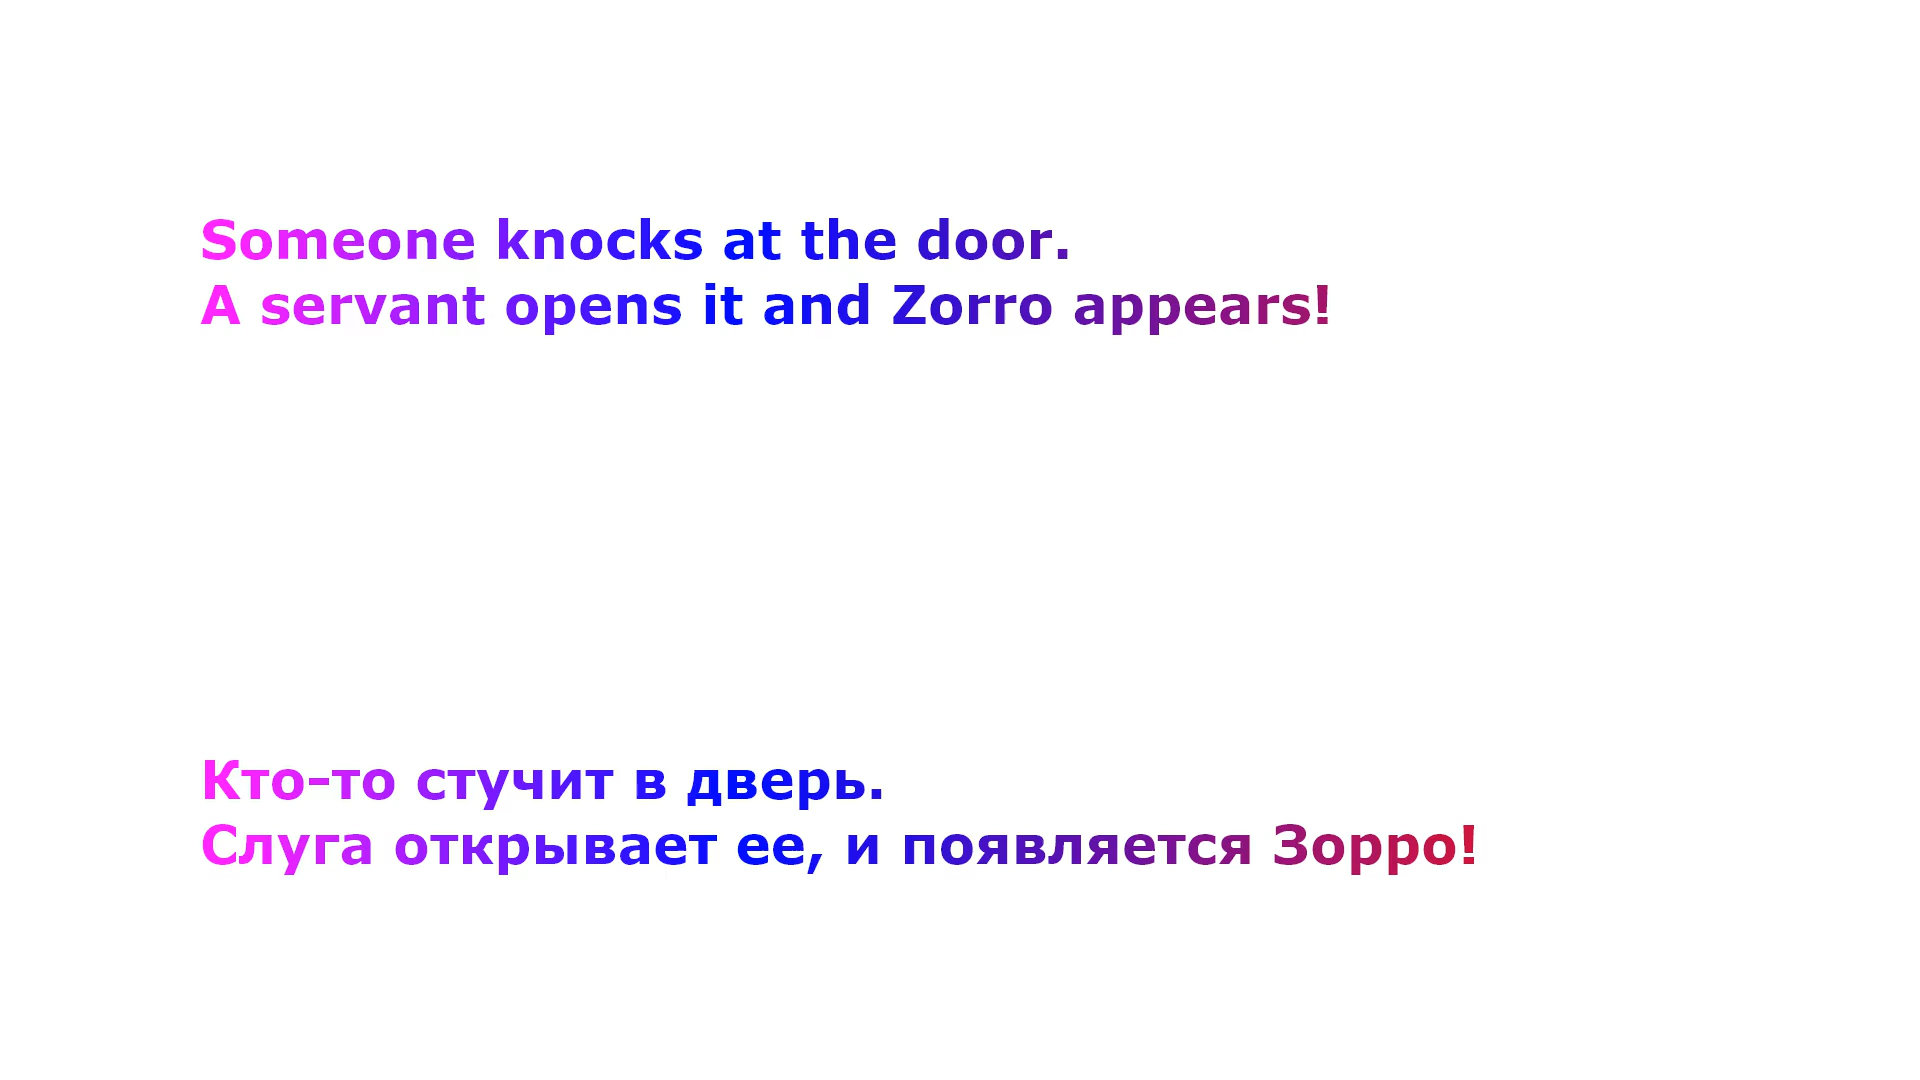 Someone knocks at the door.
A servant opens it and Zorro appears!
Кто-то стучит в дверь.
Слуга открывает ее, и появляется Зорро!